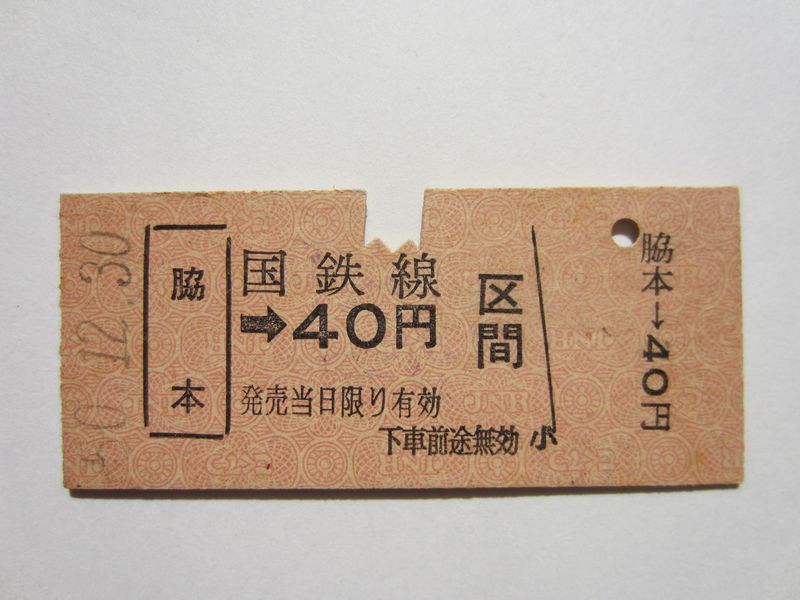 12.30
脇本
国鉄線
➡40円 区間
発売当日限り有効
下車前途無効 小
脇本→40円